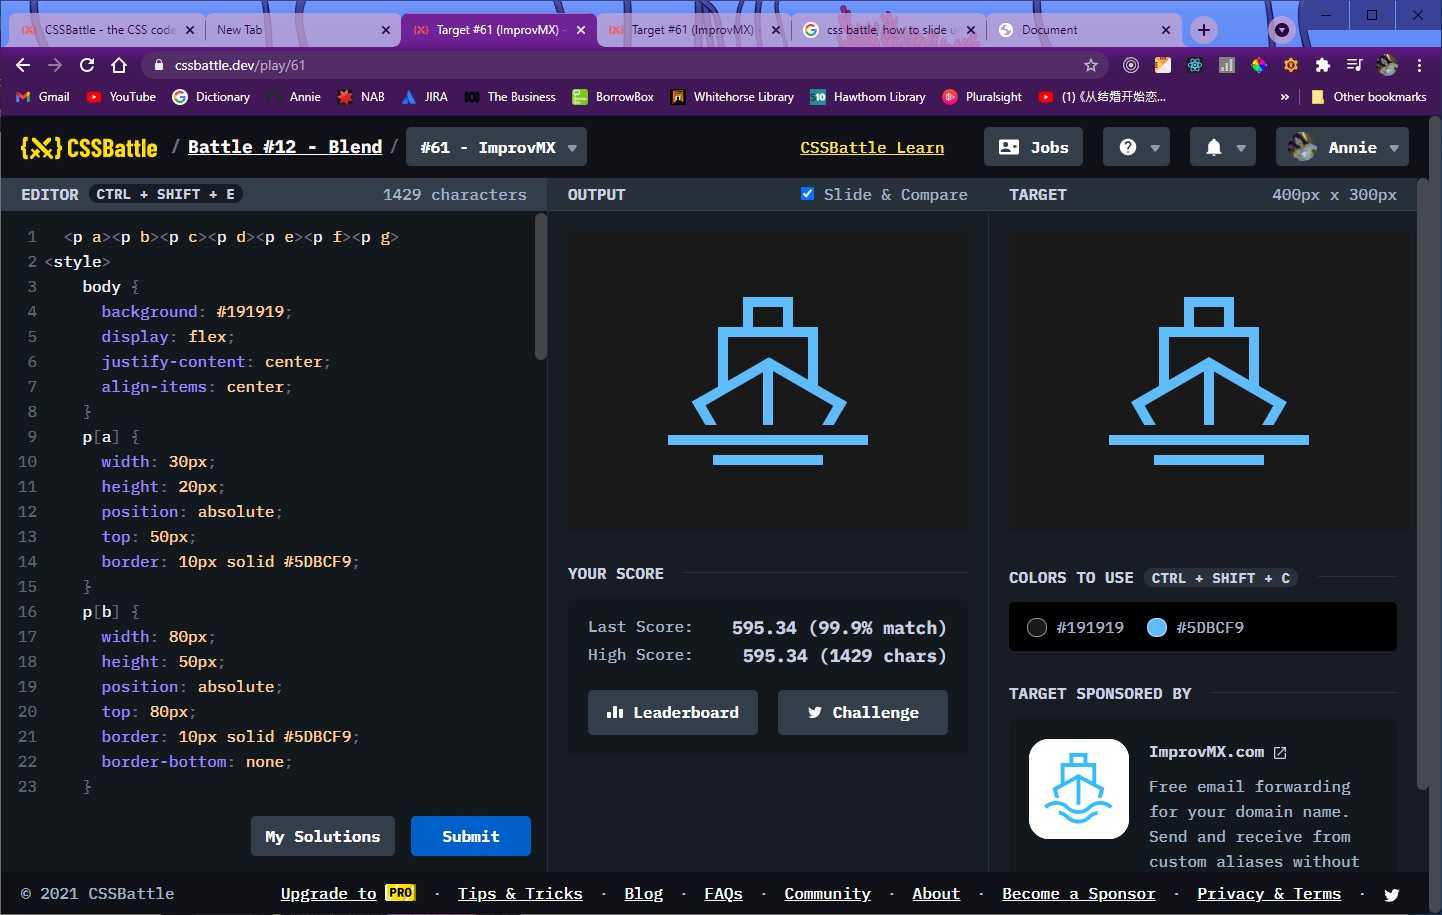 CSSBattle - the CSS code
New Tab
Target #61 (ImprovMX) -
Target #61 (ImprovMX) -
css battle, how to slide u
Document
cssbattle.dev/play/61
Gmail YouTube Dictionary Annie NAB JIRA The Business BorrowBox Whitehorse Library Hawthorn Library Pluralsight (1)《从结婚开始恋... » Other bookmarks
{X} CSSBattle / Battle #12 - Blend / #61 - ImprovMX CSSBattle Learn Jobs Annie
EDITOR CTRL + SHIFT + E 1429 characters
OUTPUT Slide & Compare
TARGET 400px x 300px
1 <p a><p b><p c><p d><p e><p f><p g>
2 <style>
3 body {
4 background: #191919;
5 display: flex;
6 justify-content: center;
7 align-items: center;
8 }
9 p[a] {
10 width: 30px;
11 height: 20px;
12 position: absolute;
13 top: 50px;
14 border: 10px solid #5DBCF9;
15 }
16 p[b] {
17 width: 80px;
18 height: 50px;
19 position: absolute;
20 top: 80px;
21 border: 10px solid #5DBCF9;
22 border-bottom: none;
23 }
My Solutions Submit
YOUR SCORE
Last Score: 595.34 (99.9% match)
High Score: 595.34 (1429 chars)
Leaderboard Challenge
COLORS TO USE CTRL + SHIFT + C
#191919 #5DBCF9
TARGET SPONSORED BY
ImprovMX.com
Free email forwarding
for your domain name.
Send and receive from
custom aliases without
© 2021 CSSBattle Upgrade to PRO · Tips & Tricks · Blog · FAQs · Community · About · Become a Sponsor · Privacy & Terms ·